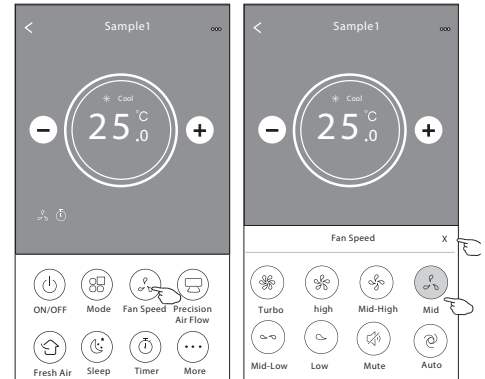 Sample1
Cool
25.0 °C
ON/OFF
Mode
Fan Speed
Precision
Air Flow
Fresh Air
Sleep
Timer
More
Sample1
Cool
25.0 °C
Fan Speed
X
Turbo
high
Mid-High
Mid
Mid-Low
Low
Mute
Auto